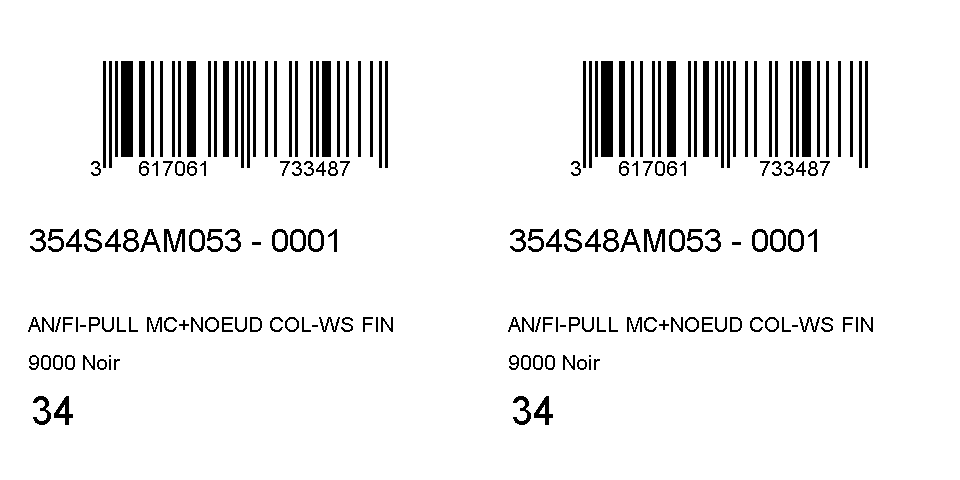 3 617061 733487
354S48AM053 - 0001
AN/FI-PULL MC+NOEUD COL-WS FIN
9000 Noir
34
3 617061 733487
354S48AM053 - 0001
AN/FI-PULL MC+NOEUD COL-WS FIN
9000 Noir
34